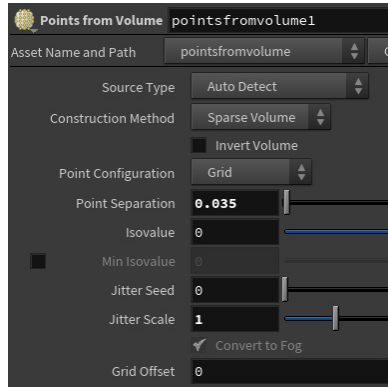 Points from Volume pointsfromvolume1
Asset Name and Path pointsfromvolume
Source Type Auto Detect
Construction Method Sparse Volume
Invert Volume
Point Configuration Grid
Point Separation 0.035
Isovalue 0
Min Isovalue 0
Jitter Seed 0
Jitter Scale 1
Convert to Fog
Grid Offset 0